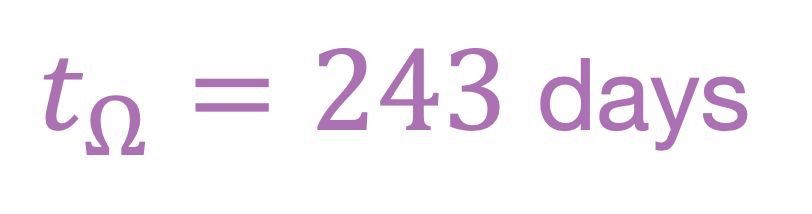 t_Ω = 243 days